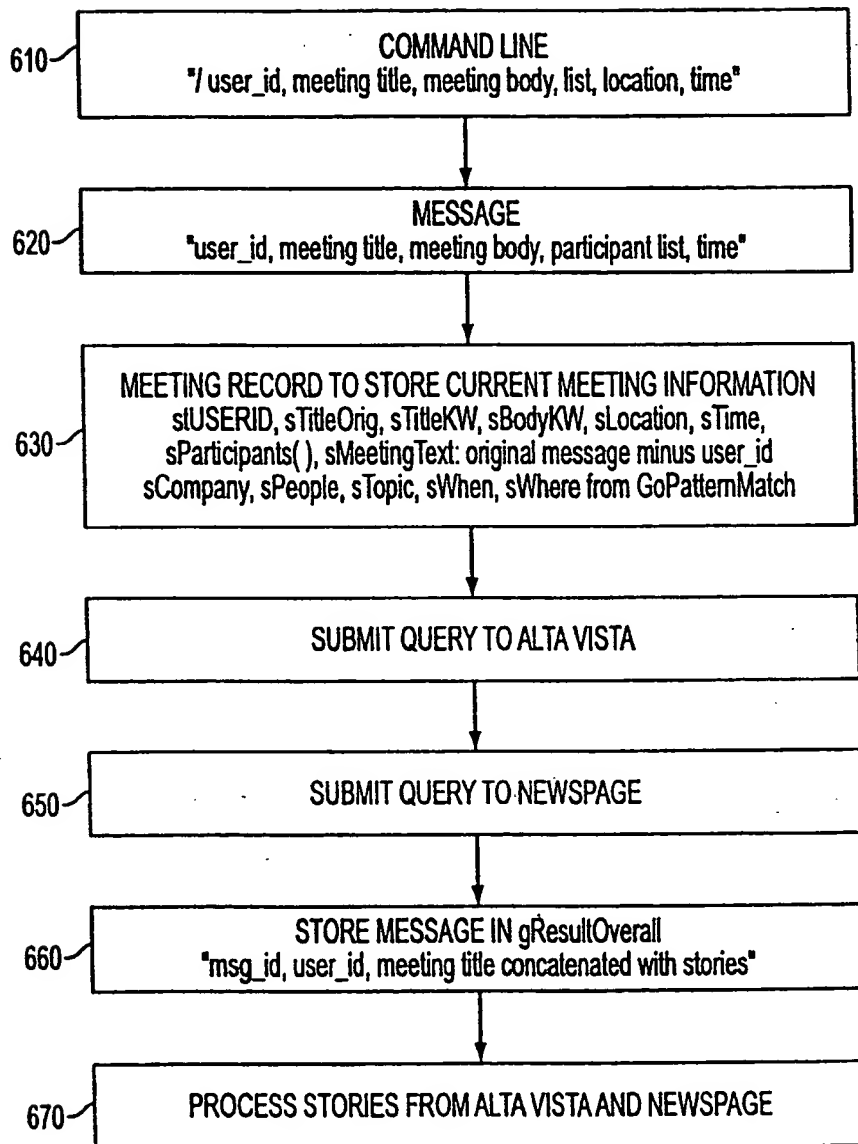 610
COMMAND LINE
"/ user_id, meeting title, meeting body, list, location, time"
620
MESSAGE
"user_id, meeting title, meeting body, participant list, time"
630
MEETING RECORD TO STORE CURRENT MEETING INFORMATION
stUSERID, sTitleOrig, sTitleKW, sBodyKW, sLocation, sTime,
sParticipants( ), sMeetingText: original message minus user_id
sCompany, sPeople, sTopic, sWhen, sWhere from GoPatternMatch
640
SUBMIT QUERY TO ALTA VISTA
650
SUBMIT QUERY TO NEWSPAGE
660
STORE MESSAGE IN gResultOverall
"msg_id, user_id, meeting title concatenated with stories"
670
PROCESS STORIES FROM ALTA VISTA AND NEWSPAGE